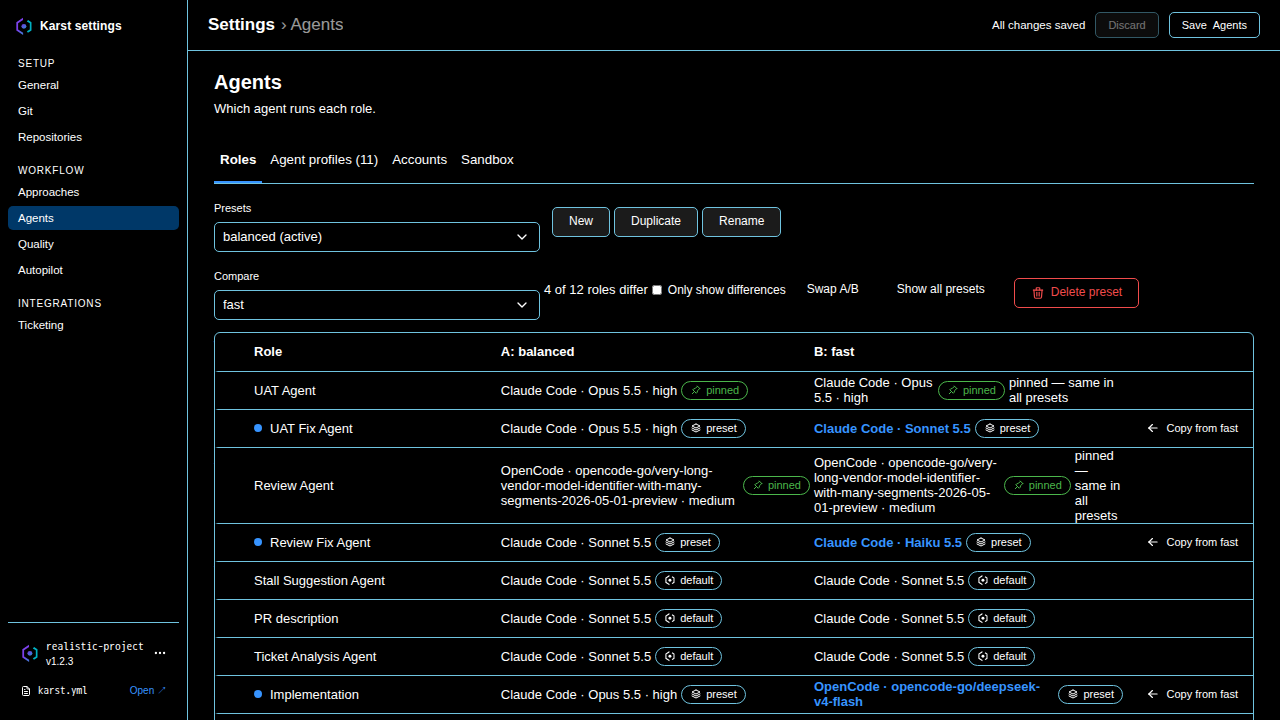 Karst settings
SETUP
General
Git
Repositories
WORKFLOW
Approaches
Agents
Quality
Autopilot
INTEGRATIONS
Ticketing
realistic-project
v1.2.3
karst.yml Open ↗
Settings › Agents
All changes saved Discard Save Agents
Agents
Which agent runs each role.
Roles Agent profiles (11) Accounts Sandbox
Presets
balanced (active) New Duplicate Rename
Compare
fast 4 of 12 roles differ Only show differences Swap A/B Show all presets Delete preset
Role A: balanced B: fast
UAT Agent Claude Code · Opus 5.5 · high pinned Claude Code · Opus
5.5 · high pinned pinned — same in
all presets
UAT Fix Agent Claude Code · Opus 5.5 · high preset Claude Code · Sonnet 5.5 preset Copy from fast
Review Agent
OpenCode · opencode-go/very-long-
vendor-model-identifier-with-many-
segments-2026-05-01-preview · medium pinned
OpenCode · opencode-go/very-
long-vendor-model-identifier-
with-many-segments-2026-05-
01-preview · medium pinned
pinned
—
same in
all
presets
Review Fix Agent Claude Code · Sonnet 5.5 preset Claude Code · Haiku 5.5 preset Copy from fast
Stall Suggestion Agent Claude Code · Sonnet 5.5 default Claude Code · Sonnet 5.5 default
PR description Claude Code · Sonnet 5.5 default Claude Code · Sonnet 5.5 default
Ticket Analysis Agent Claude Code · Sonnet 5.5 default Claude Code · Sonnet 5.5 default
Implementation Claude Code · Opus 5.5 · high preset OpenCode · opencode-go/deepseek-
v4-flash preset Copy from fast